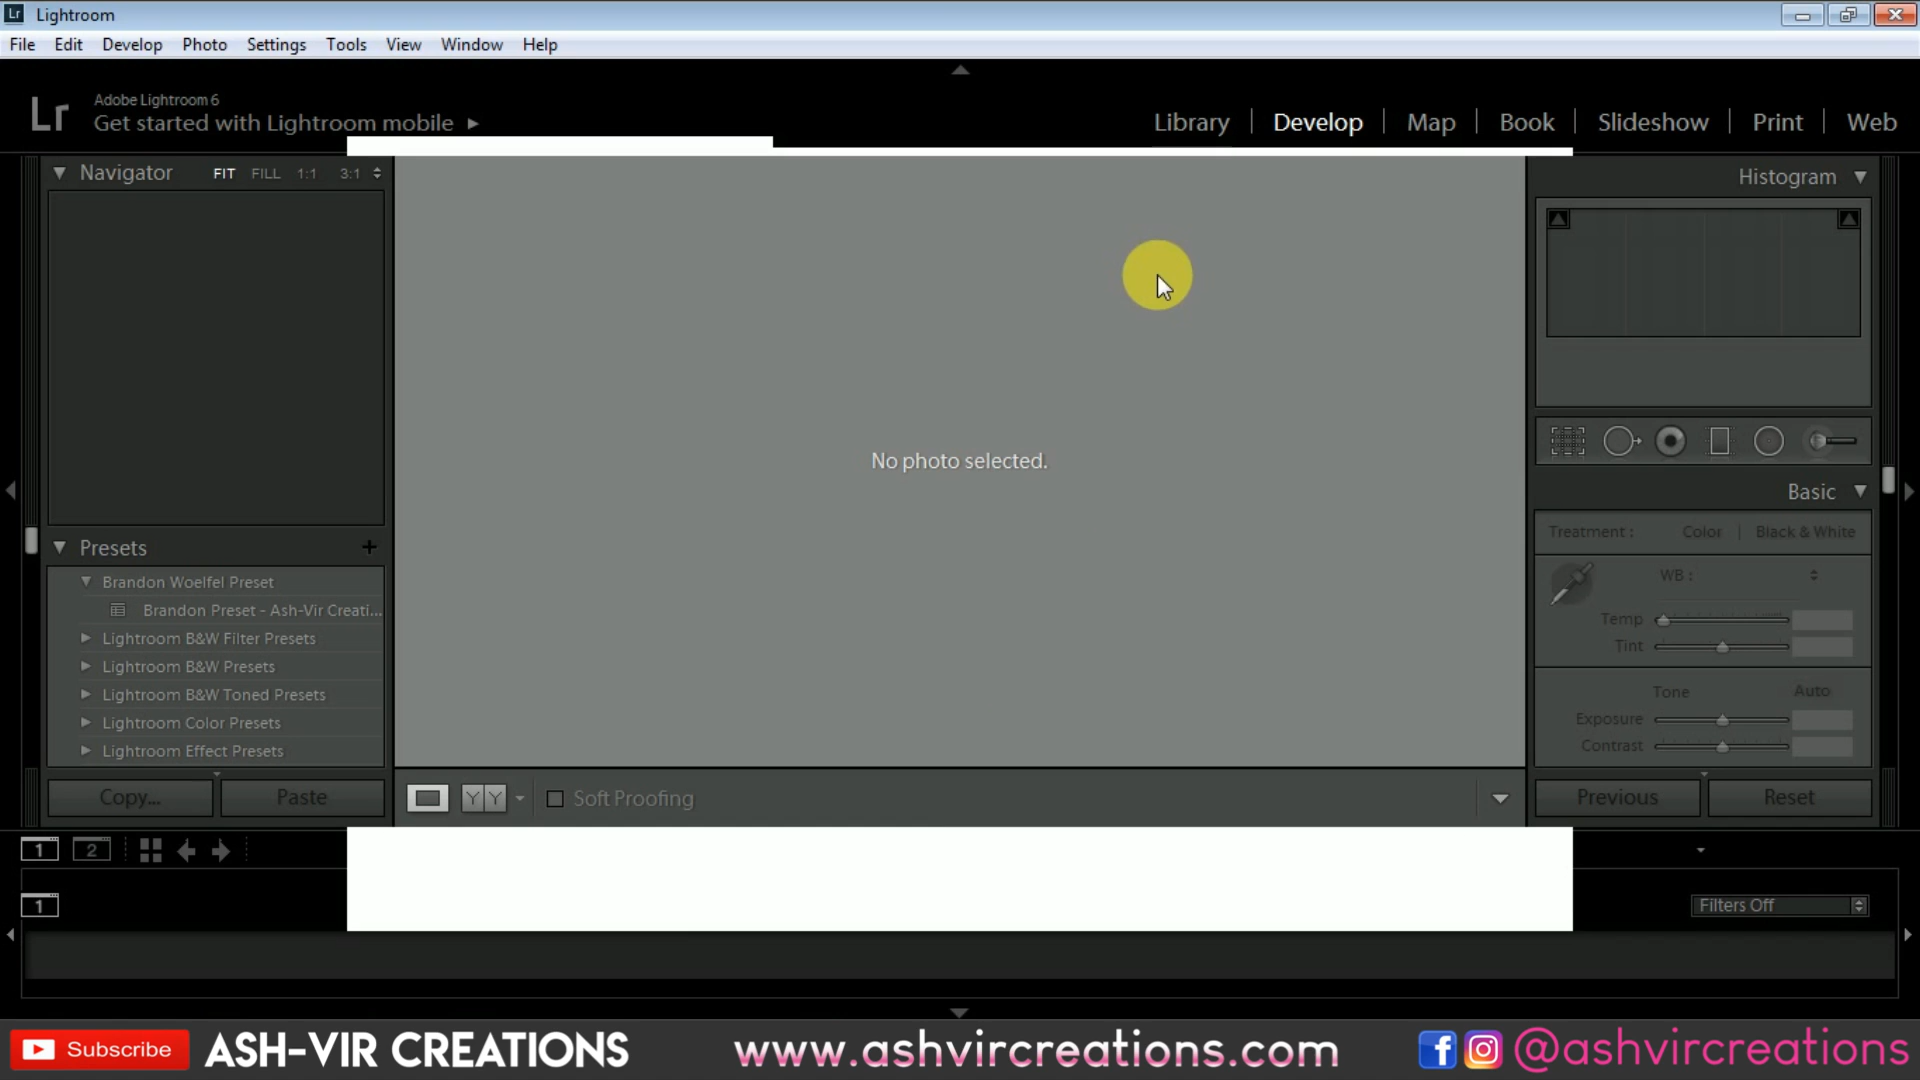 Lr Lightroom
File Edit Develop Photo Settings Tools View Window Help
Adobe Lightroom 6
Lr Get started with Lightroom mobile
Library | Develop | Map | Book | Slideshow | Print | Web
Navigator FIT FILL 1:1 3:1
Histogram
No photo selected.
Basic
Treatment : Color | Black & White
WB :
Temp
Tint
Tone Auto
Exposure
Contrast
Presets +
Brandon Woelfel Preset
Brandon Preset - Ash-Vir Creati...
Lightroom B&W Filter Presets
Lightroom B&W Presets
Lightroom B&W Toned Presets
Lightroom Color Presets
Lightroom Effect Presets
Copy... Paste
YY Soft Proofing
Previous Reset
1 2
1
Filters Off
Subscribe ASH-VIR CREATIONS www.ashvircreations.com @ashvircreations